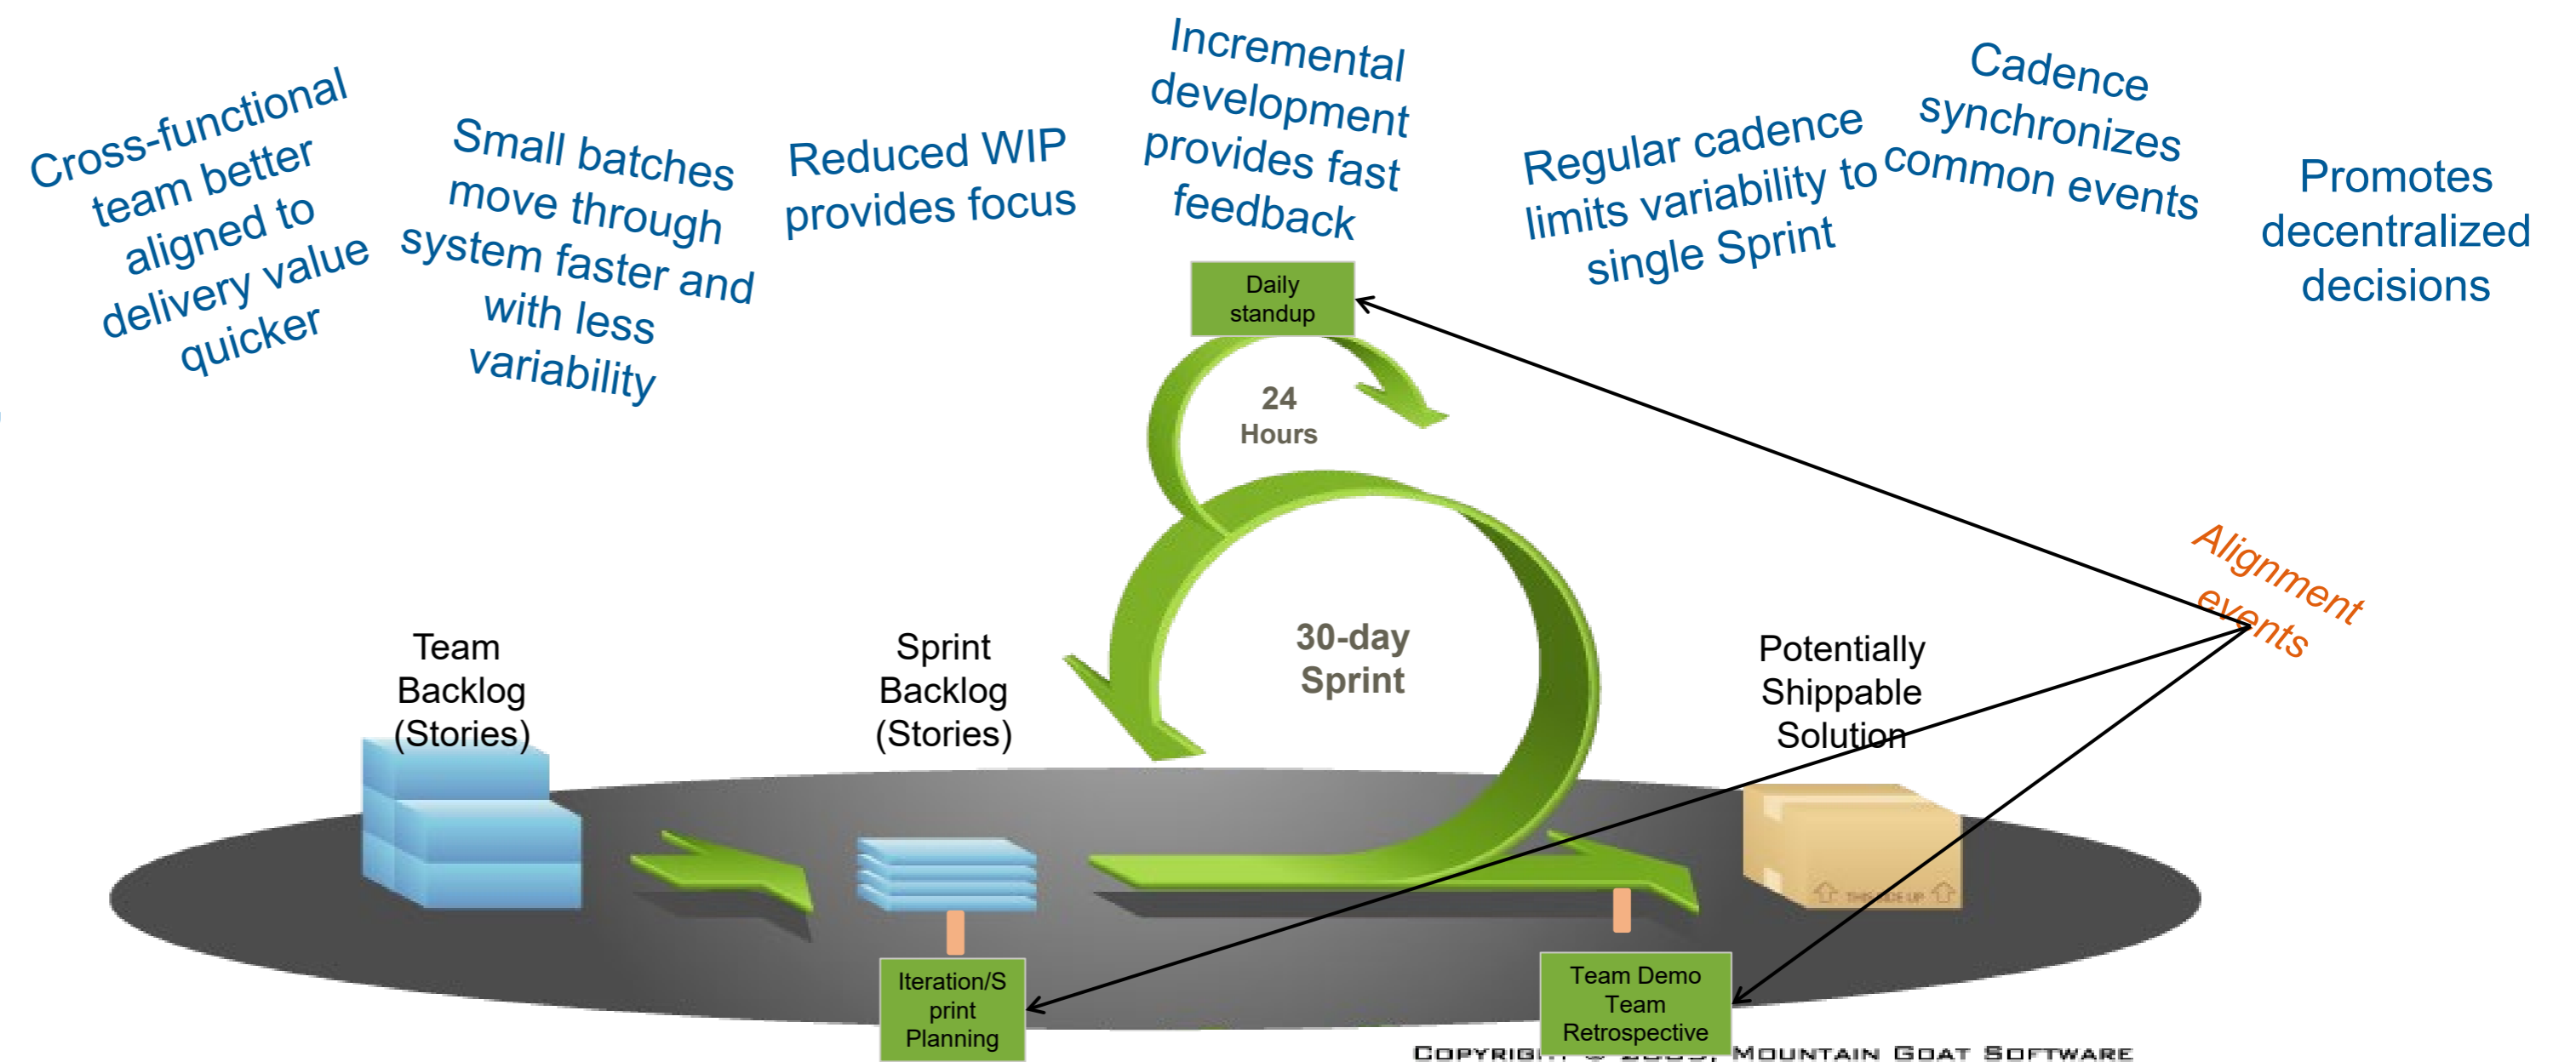 Cross-functional
team better
aligned to
delivery value
quicker
Small batches
move through
system faster and
with less
variability
Reduced WIP
provides focus
Incremental
development
provides fast
feedback
Regular cadence
limits variability to
single Sprint
Cadence
synchronizes
common events
Promotes
decentralized
decisions
Daily
standup
24
Hours
30-day
Sprint
Alignment
events
Team
Backlog
(Stories)
Sprint
Backlog
(Stories)
Potentially
Shippable
Solution
THIS SIDE UP
Iteration/S
print
Planning
Team Demo
Team
Retrospective
MOUNTAIN GOAT SOFTWARE